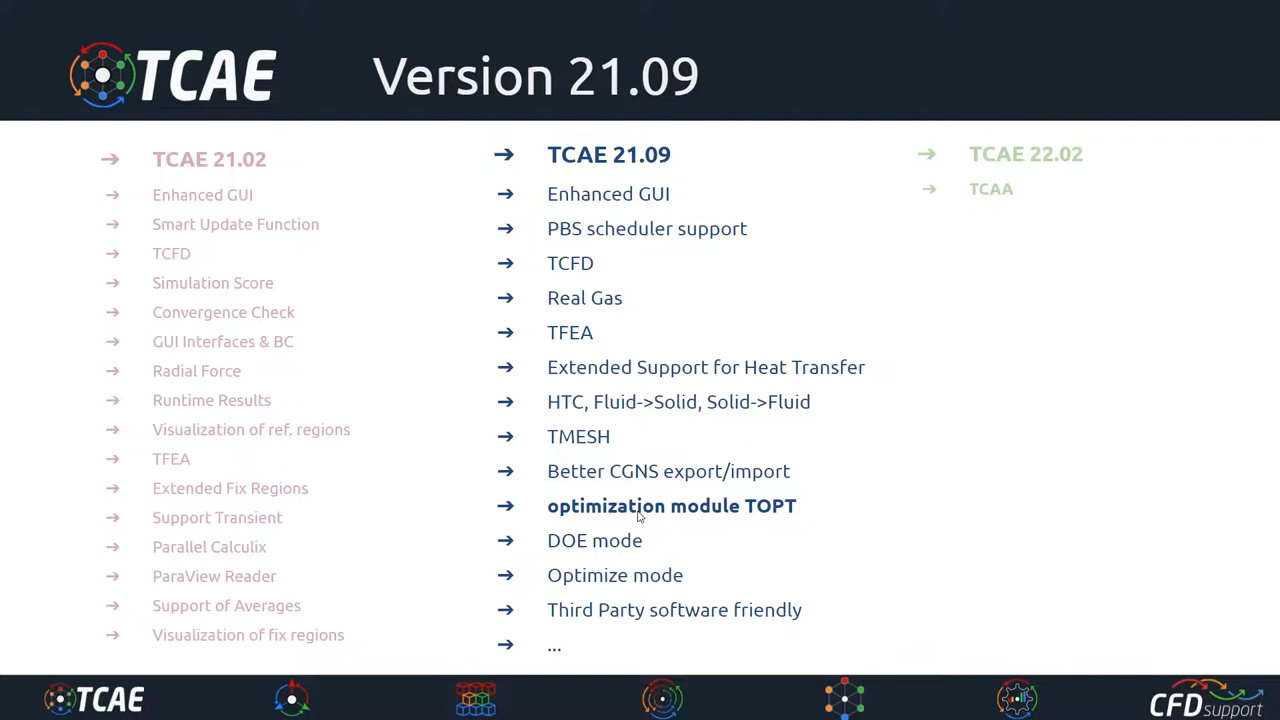 TCAE
Version 21.09
➔ TCAE 21.02
➔ Enhanced GUI
➔ Smart Update Function
➔ TCFD
➔ Simulation Score
➔ Convergence Check
➔ GUI Interfaces & BC
➔ Radial Force
➔ Runtime Results
➔ Visualization of ref. regions
➔ TFEA
➔ Extended Fix Regions
➔ Support Transient
➔ Parallel Calculix
➔ ParaView Reader
➔ Support of Averages
➔ Visualization of fix regions
➔ TCAE 21.09
➔ Enhanced GUI
➔ PBS scheduler support
➔ TCFD
➔ Real Gas
➔ TFEA
➔ Extended Support for Heat Transfer
➔ HTC, Fluid->Solid, Solid->Fluid
➔ TMESH
➔ Better CGNS export/import
➔ optimization module TOPT
➔ DOE mode
➔ Optimize mode
➔ Third Party software friendly
➔ ...
➔ TCAE 22.02
➔ TCAA
TCAE
CFDsupport